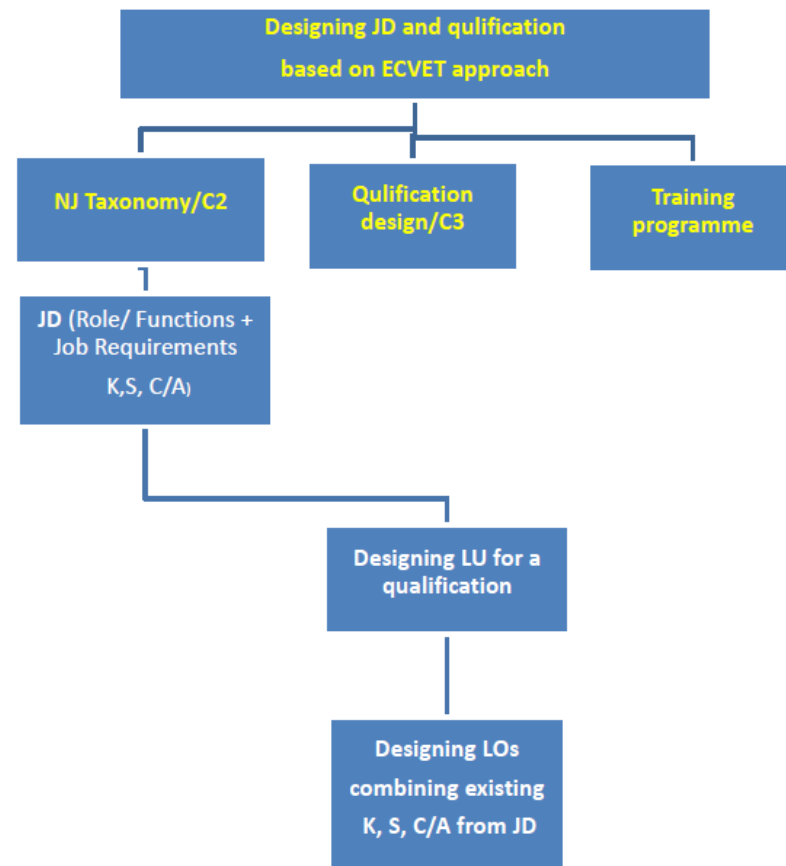 Designing JD and qulification
based on ECVET approach
NJ Taxonomy/C2
Qulification
design/C3
Training
programme
JD (Role/ Functions +
Job Requirements
K,S, C/A)
Designing LU for a
qualification
Designing LOs
combining existing
K, S, C/A from JD